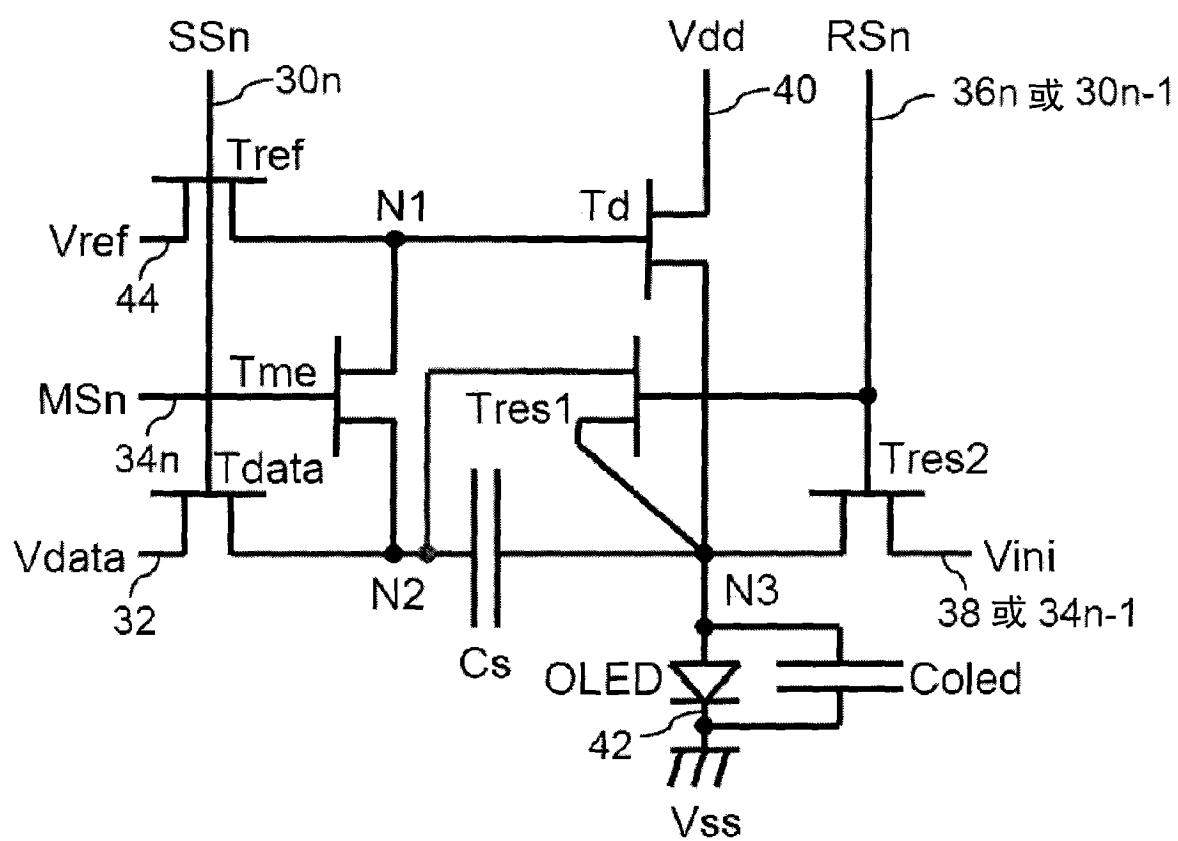 SSn
Vdd
RSn
30n
40
36n 或 30n-1
Tref
N1
Td
Vref
44
Tme
MSn
Tres1
34n
Tdata
Tres2
Vdata
N2
N3
Vini
32
38 或 34n-1
Cs
OLED
Coled
42
Vss